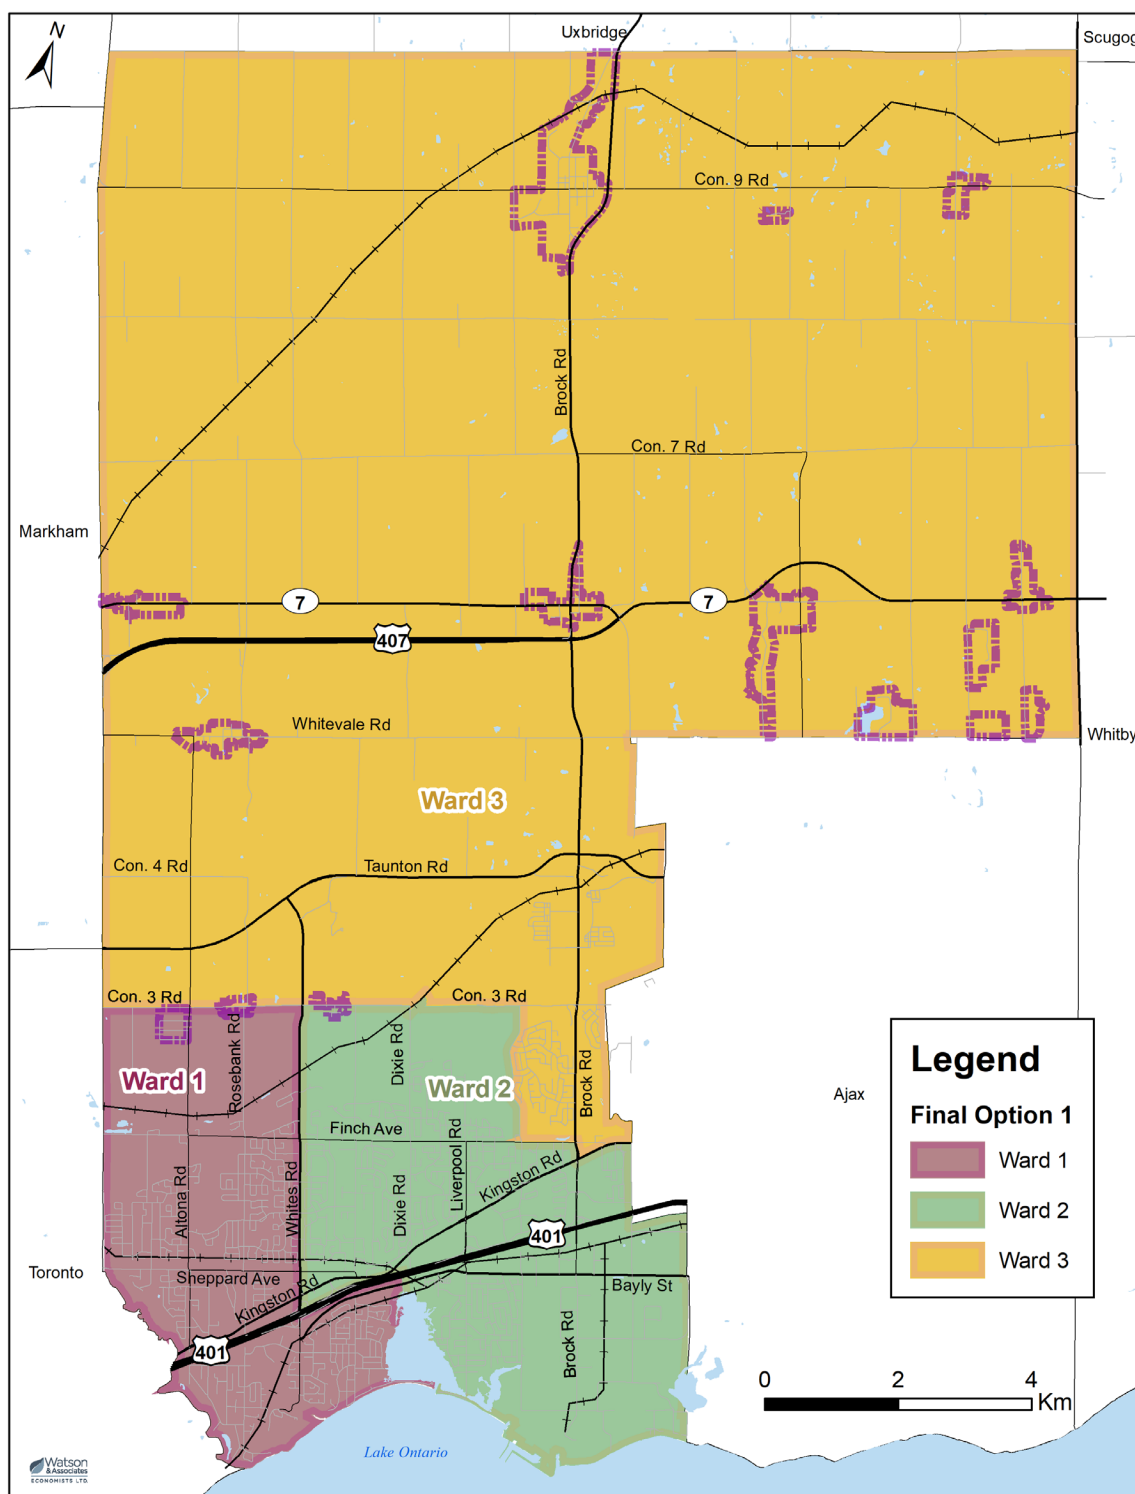 N
Uxbridge
Scugog
Con. 9 Rd
Brock Rd
Con. 7 Rd
Markham
7
7
407
Whitevale Rd
Whitby
Ward 3
Con. 4 Rd
Taunton Rd
Con. 3 Rd
Con. 3 Rd
Rosebank Rd
Dixie Rd
Brock Rd
Ward 1
Ward 2
Ajax
Finch Ave
Liverpool Rd
Kingston Rd
Altona Rd
Whites Rd
Dixie Rd
401
Toronto
Sheppard Ave
Kingston Rd
Bayly St
401
Brock Rd
Lake Ontario
Legend
Final Option 1
Ward 1
Ward 2
Ward 3
0 2 4
Km
Watson
& Associates
ECONOMISTS LTD.